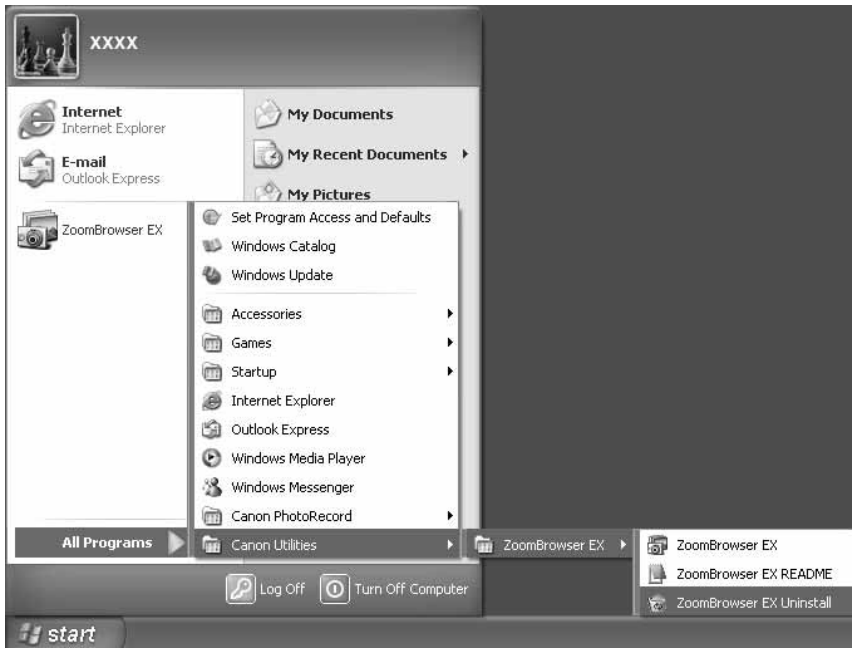 xxxx
Internet
Internet Explorer
E-mail
Outlook Express
ZoomBrowser EX
All Programs
My Documents
My Recent Documents
My Pictures
Set Program Access and Defaults
Windows Catalog
Windows Update
Accessories
Games
Startup
Internet Explorer
Outlook Express
Windows Media Player
Windows Messenger
Canon PhotoRecord
Canon Utilities
ZoomBrowser EX
ZoomBrowser EX
ZoomBrowser EX README
ZoomBrowser EX Uninstall
Log Off
Turn Off Computer
start